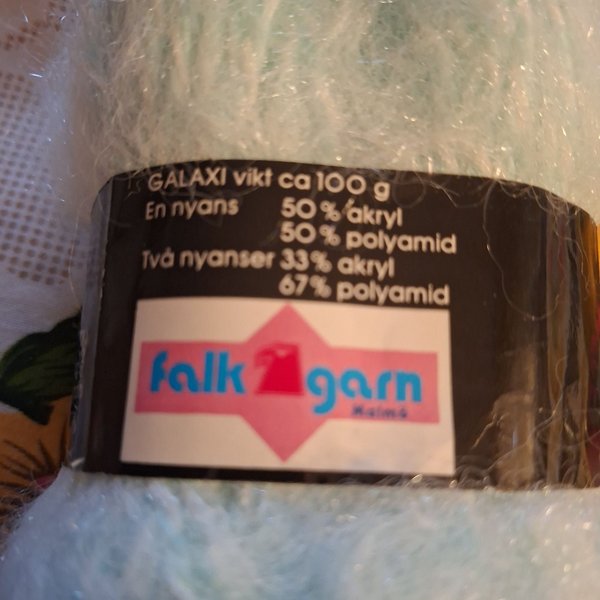 GALAXI vikt ca 100 g
En nyans 50 % akryl
50 % polyamid
Två nyanser 33% akryl
67% polyamid
falk garn
Malmö